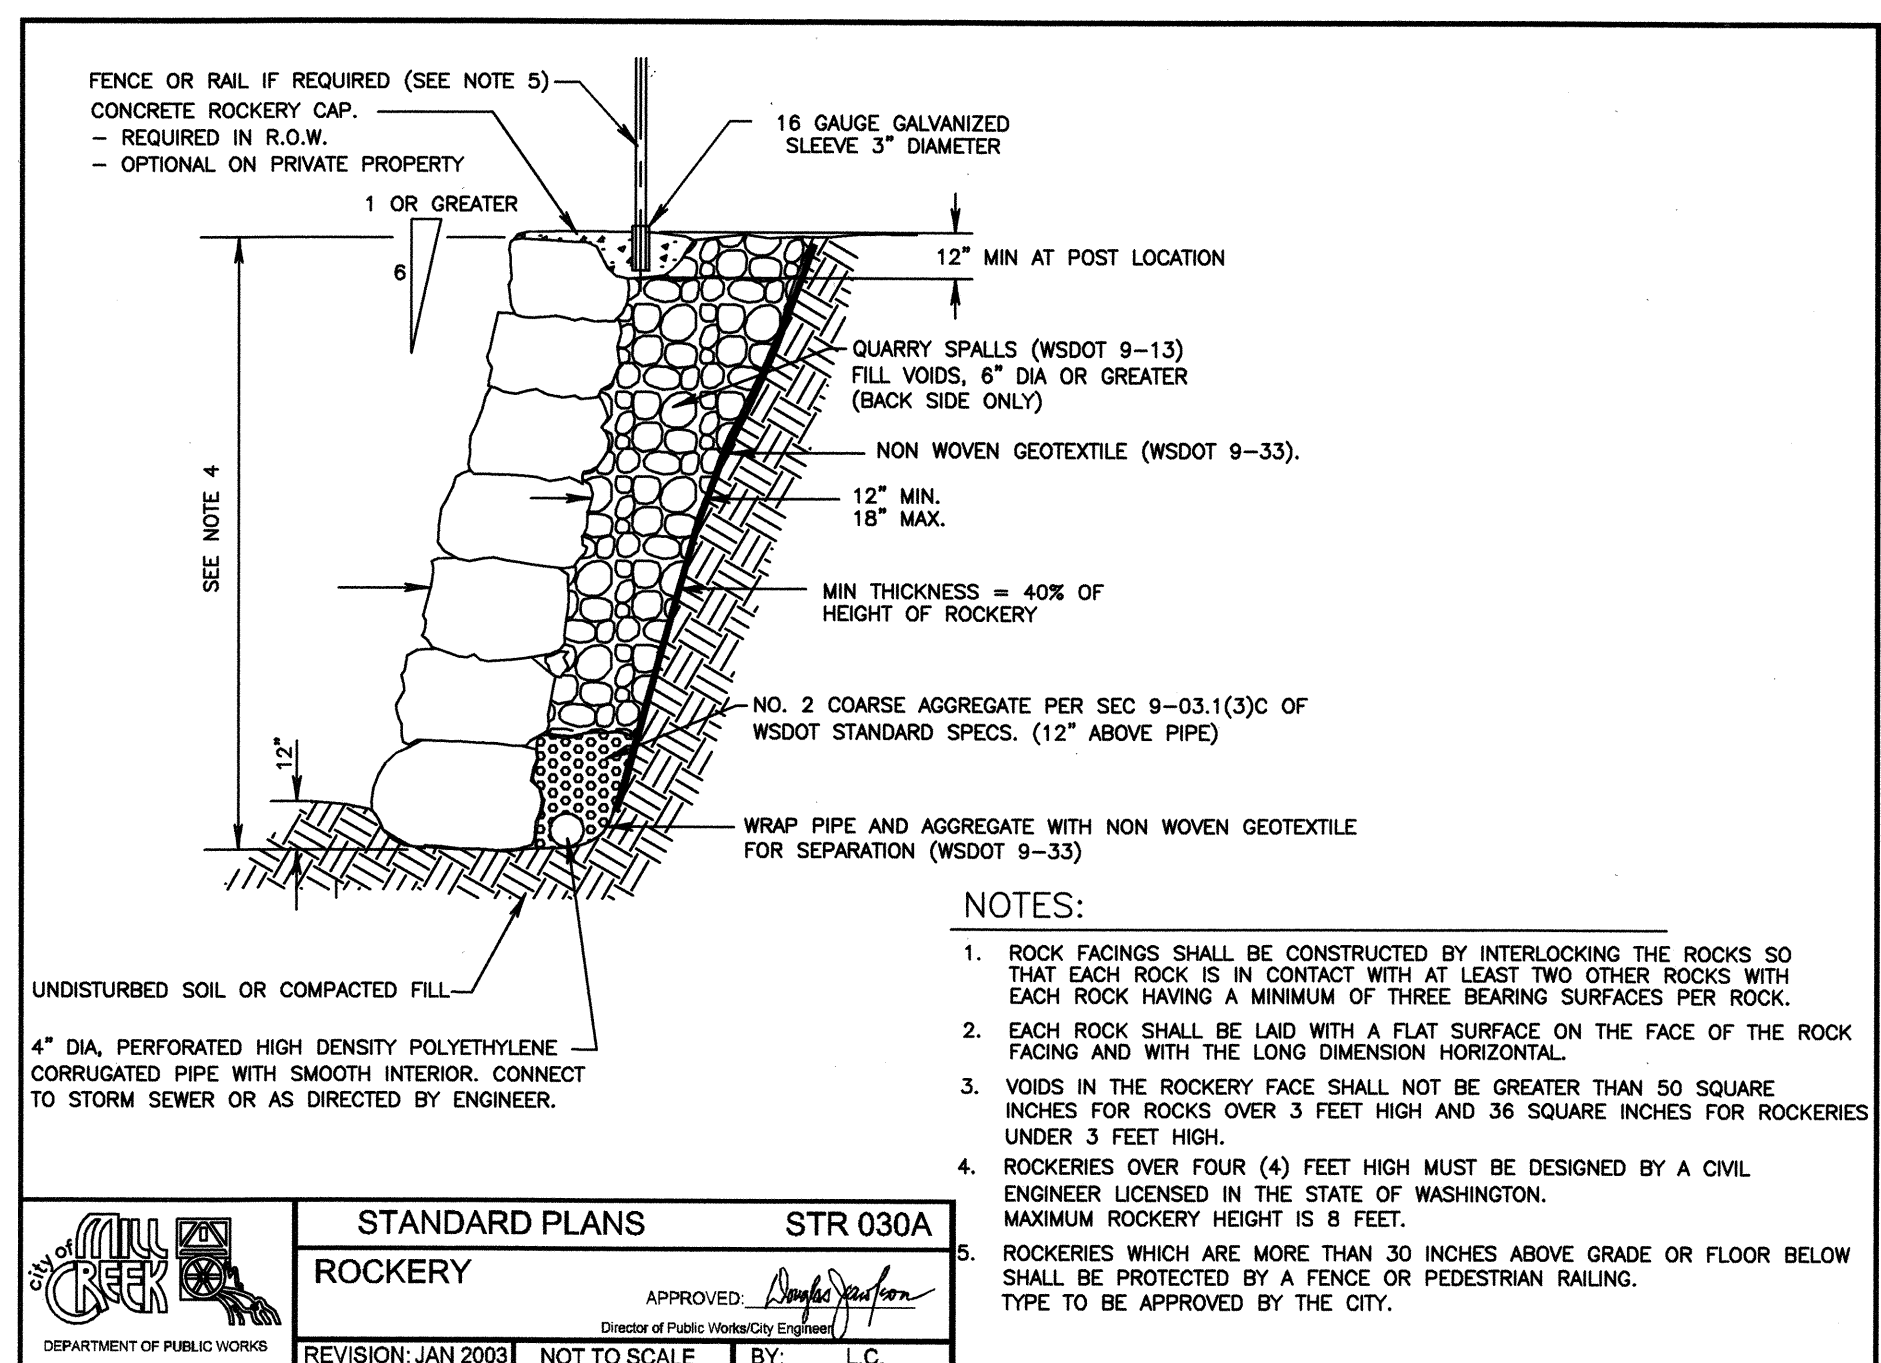 FENCE OR RAIL IF REQUIRED (SEE NOTE 5)
CONCRETE ROCKERY CAP.
– REQUIRED IN R.O.W.
– OPTIONAL ON PRIVATE PROPERTY
16 GAUGE GALVANIZED
SLEEVE 3" DIAMETER
1 OR GREATER
6
12" MIN AT POST LOCATION
QUARRY SPALLS (WSDOT 9–13)
FILL VOIDS, 6" DIA OR GREATER
(BACK SIDE ONLY)
NON WOVEN GEOTEXTILE (WSDOT 9–33).
12" MIN.
18" MAX.
SEE NOTE 4
MIN THICKNESS = 40% OF
HEIGHT OF ROCKERY
NO. 2 COARSE AGGREGATE PER SEC 9–03.1(3)C OF
WSDOT STANDARD SPECS. (12" ABOVE PIPE)
12"
WRAP PIPE AND AGGREGATE WITH NON WOVEN GEOTEXTILE
FOR SEPARATION (WSDOT 9–33)
UNDISTURBED SOIL OR COMPACTED FILL
4" DIA, PERFORATED HIGH DENSITY POLYETHYLENE
CORRUGATED PIPE WITH SMOOTH INTERIOR. CONNECT
TO STORM SEWER OR AS DIRECTED BY ENGINEER.
NOTES:
1. ROCK FACINGS SHALL BE CONSTRUCTED BY INTERLOCKING THE ROCKS SO
THAT EACH ROCK IS IN CONTACT WITH AT LEAST TWO OTHER ROCKS WITH
EACH ROCK HAVING A MINIMUM OF THREE BEARING SURFACES PER ROCK.
2. EACH ROCK SHALL BE LAID WITH A FLAT SURFACE ON THE FACE OF THE ROCK
FACING AND WITH THE LONG DIMENSION HORIZONTAL.
3. VOIDS IN THE ROCKERY FACE SHALL NOT BE GREATER THAN 50 SQUARE
INCHES FOR ROCKS OVER 3 FEET HIGH AND 36 SQUARE INCHES FOR ROCKERIES
UNDER 3 FEET HIGH.
4. ROCKERIES OVER FOUR (4) FEET HIGH MUST BE DESIGNED BY A CIVIL
ENGINEER LICENSED IN THE STATE OF WASHINGTON.
MAXIMUM ROCKERY HEIGHT IS 8 FEET.
5. ROCKERIES WHICH ARE MORE THAN 30 INCHES ABOVE GRADE OR FLOOR BELOW
SHALL BE PROTECTED BY A FENCE OR PEDESTRIAN RAILING.
TYPE TO BE APPROVED BY THE CITY.
city of
MILL
CREEK
DEPARTMENT OF PUBLIC WORKS
STANDARD PLANS STR 030A
ROCKERY
APPROVED:
Director of Public Works/City Engineer
REVISION: JAN 2003 NOT TO SCALE BY: L.C.